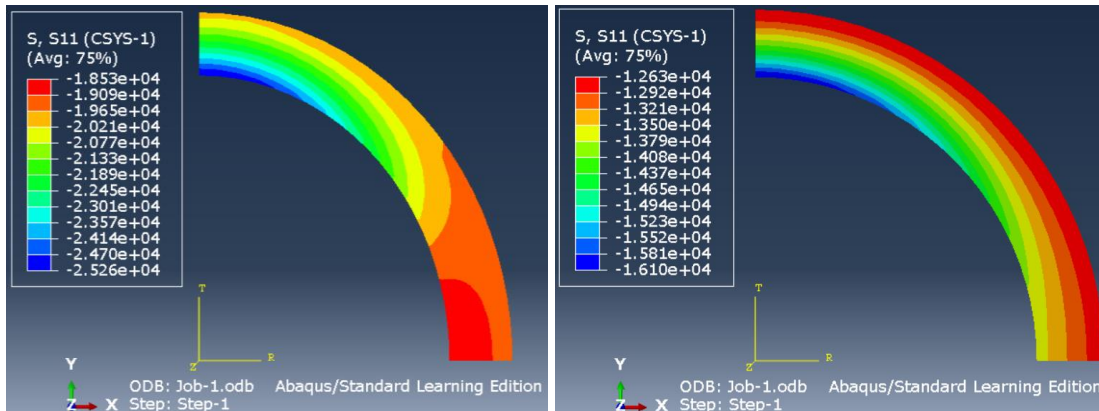 S, S11 (CSYS-1)
(Avg: 75%)
-1.853e+04
-1.909e+04
-1.965e+04
-2.021e+04
-2.077e+04
-2.133e+04
-2.189e+04
-2.245e+04
-2.301e+04
-2.357e+04
-2.414e+04
-2.470e+04
-2.526e+04
T
R
Z
Y
Z X
ODB: Job-1.odb Abaqus/Standard Learning Edition
Step: Step-1
S, S11 (CSYS-1)
(Avg: 75%)
-1.263e+04
-1.292e+04
-1.321e+04
-1.350e+04
-1.379e+04
-1.408e+04
-1.437e+04
-1.465e+04
-1.494e+04
-1.523e+04
-1.552e+04
-1.581e+04
-1.610e+04
T
R
Z
Y
Z X
ODB: Job-1.odb Abaqus/Standard Learning Edition
Step: Step-1